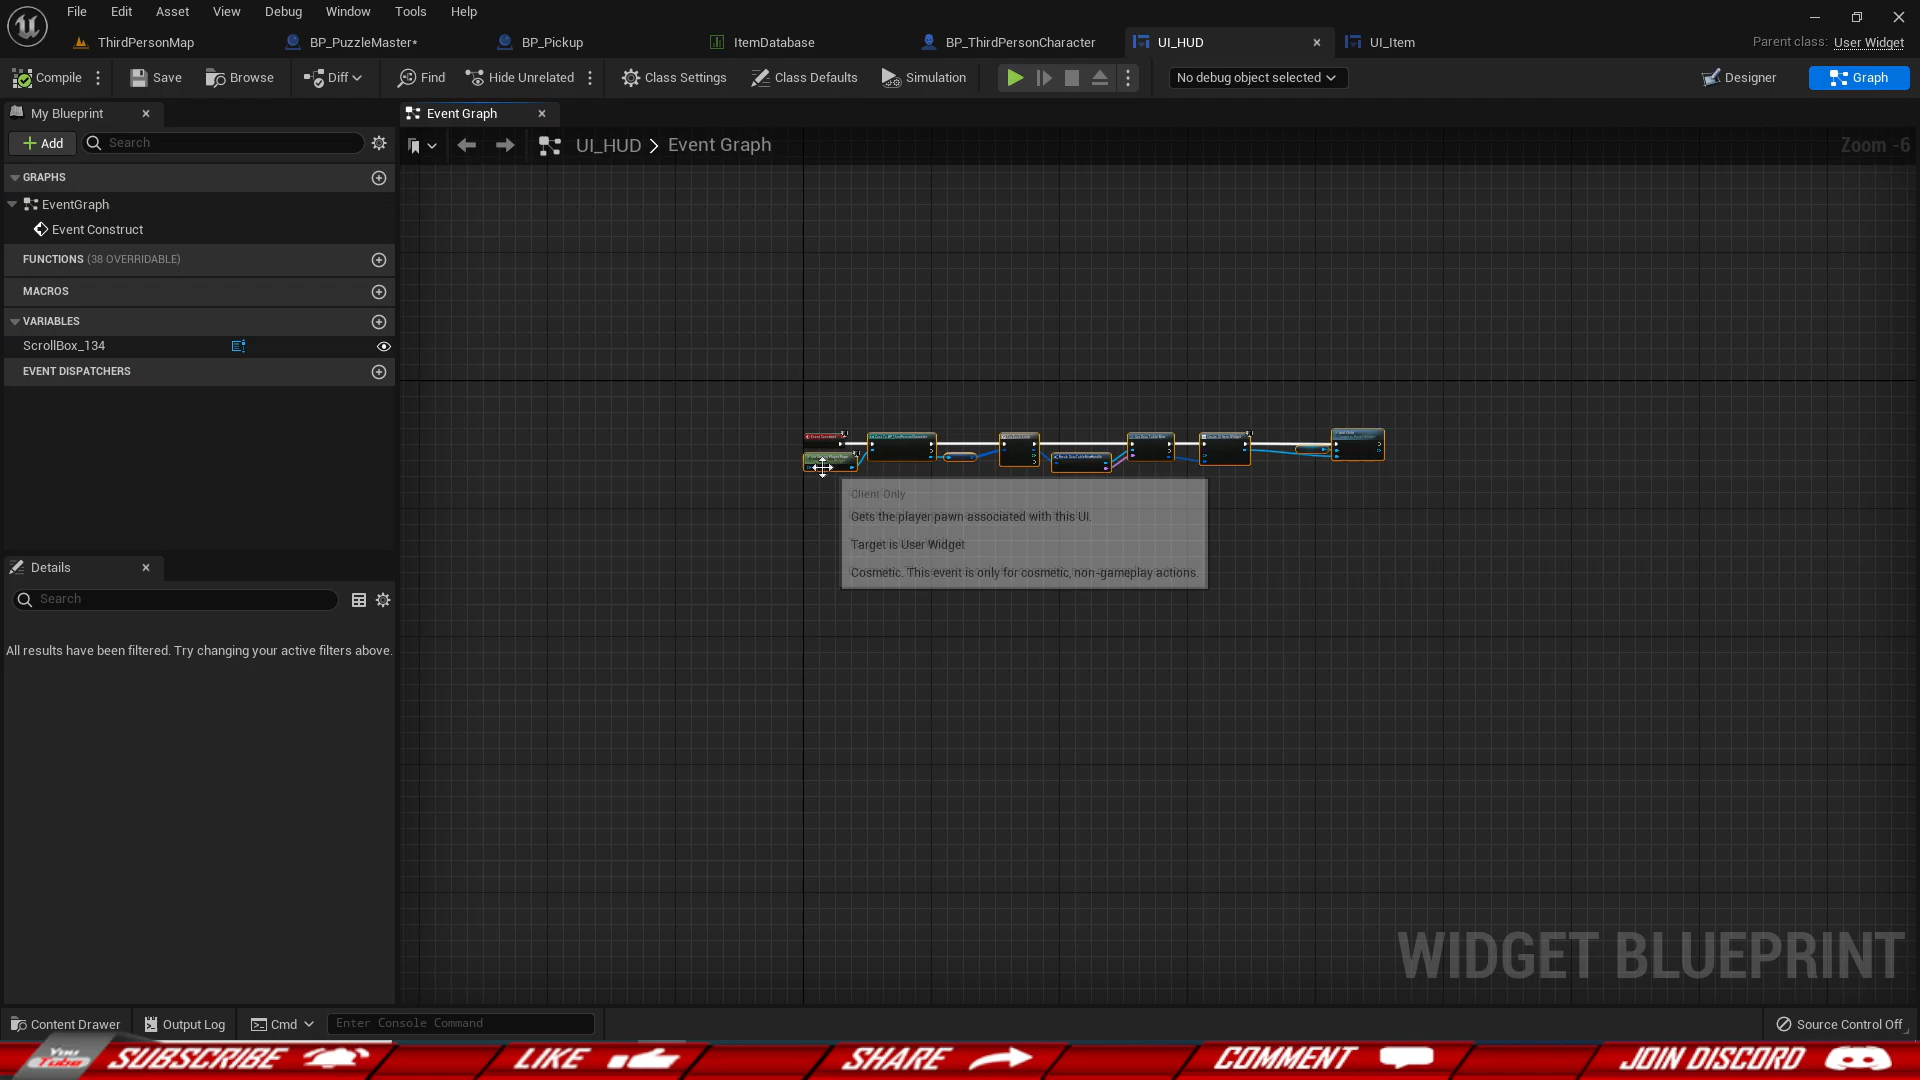 File Edit Asset View Debug Window Tools Help
ThirdPersonMap BP_PuzzleMaster* BP_Pickup ItemDatabase BP_ThirdPersonCharacter UI_HUD UI_Item Parent class: User Widget
Compile Save Browse Diff Find Hide Unrelated Class Settings Class Defaults Simulation No debug object selected Designer Graph
My Blueprint Event Graph
Add Search UI_HUD > Event Graph Zoom -6
GRAPHS
EventGraph
Event Construct
FUNCTIONS (38 OVERRIDABLE)
MACROS
VARIABLES
ScrollBox_134
EVENT DISPATCHERS
Event Construct
Client Only
Gets the player pawn associated with this UI.
Target is User Widget
Cosmetic. This event is only for cosmetic, non-gameplay actions.
Details
Search
All results have been filtered. Try changing your active filters above.
WIDGET BLUEPRINT
Content Drawer Output Log Cmd Enter Console Command Source Control Off
You Tube SUBSCRIBE LIKE SHARE COMMENT JOIN DISCORD